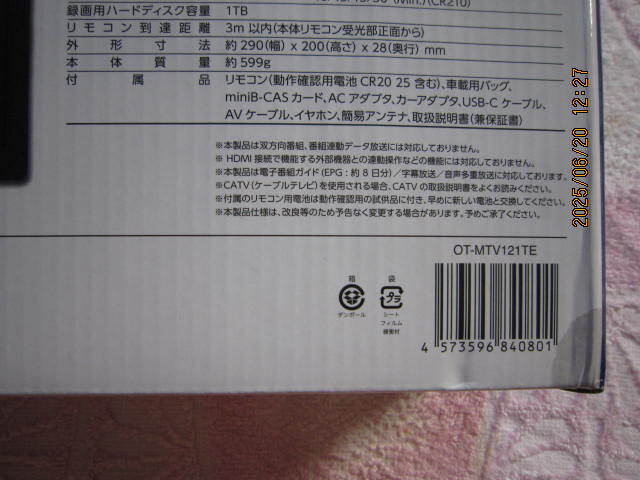 録画用ハードディスク容量 1TB
リモコン到達距離 3m以内(本体リモコン受光部正面から)
外形寸法 約290(幅) x 200(高さ) x 28(奥行) mm
本体質量 約599g
付属品 リモコン(動作確認用電池CR20 25 含む)、車載用バッグ、
miniB-CASカード、ACアダプタ、カーアダプタ、USB-Cケーブル、
AVケーブル、イヤホン、簡易アンテナ、取扱説明書(兼保証書)
※本製品は双方向番組、番組連動データ放送には対応しておりません。
※HDMI接続で機能する外部機器との連動操作などの機能には対応しておりません。
※本製品は電子番組ガイド(EPG：約8日分)／字幕放送／音声多重放送に対応しています。
※CATV(ケーブルテレビ)を使用される場合、CATVの取扱説明書をよくお読みください。
※付属のリモコン用電池は動作確認用の試供品に付き、早めに新しい電池と交換してください。
※本製品仕様は、改良等のため予告なく変更する場合があります。予めご了承ください。
OT-MTV121TE
箱
ダンボール
袋
プラ
シート
フィルム
緩衝材
4 573596 840801
2025/06/20 12:27